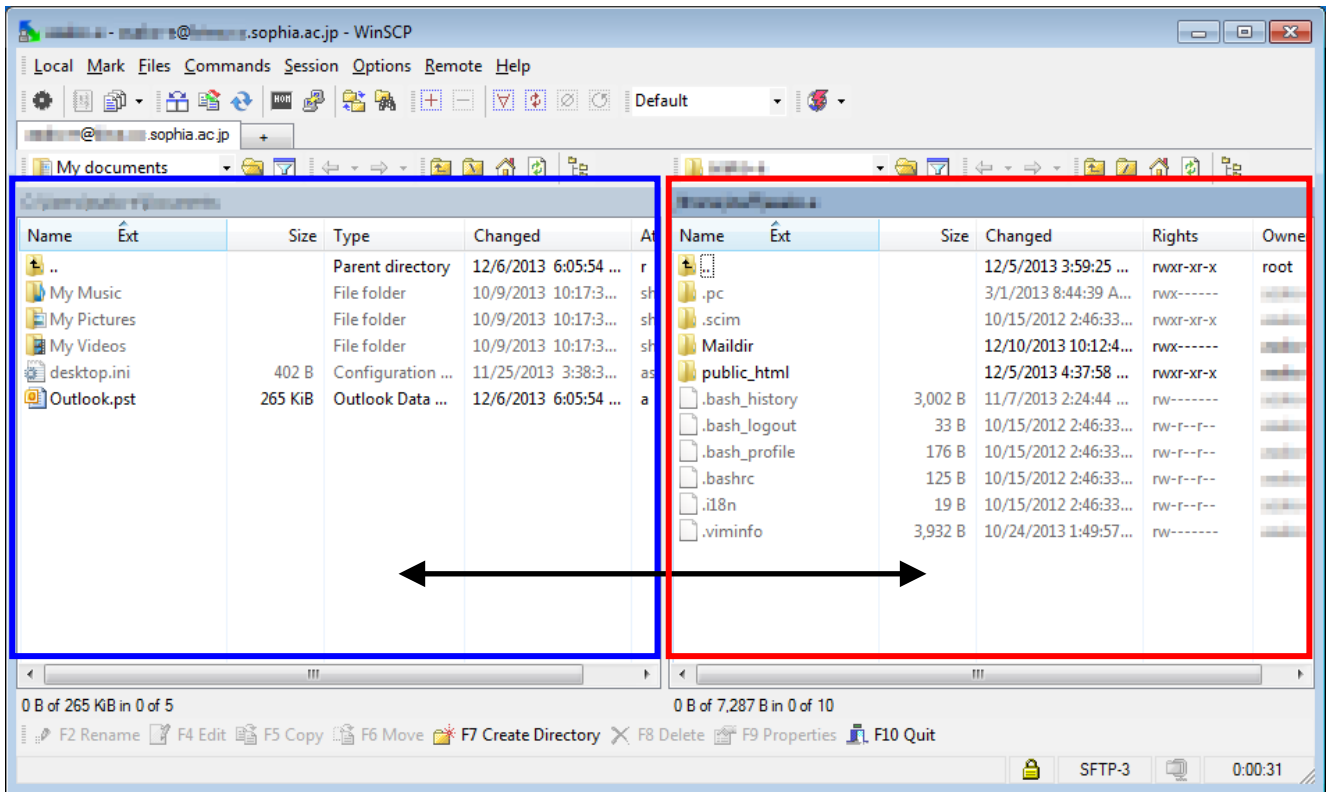 - @ .sophia.ac.jp - WinSCP
Local Mark Files Commands Session Options Remote Help
Default
@ .sophia.ac.jp +
My documents
Name Ext Size Type Changed At Name Ext Size Changed Rights Owne
.. Parent directory 12/6/2013 6:05:54 ... r .. 12/5/2013 3:59:25 ... rwxr-xr-x root
My Music File folder 10/9/2013 10:17:3... sh .pc 3/1/2013 8:44:39 A... rwx------
My Pictures File folder 10/9/2013 10:17:3... sh .scim 10/15/2012 2:46:33... rwxr-xr-x
My Videos File folder 10/9/2013 10:17:3... sh Maildir 12/10/2013 10:12:4... rwx------
desktop.ini 402 B Configuration ... 11/25/2013 3:38:3... as public_html 12/5/2013 4:37:58 ... rwxr-xr-x
Outlook.pst 265 KiB Outlook Data ... 12/6/2013 6:05:54 ... a .bash_history 3,002 B 11/7/2013 2:24:44 ... rw-------
.bash_logout 33 B 10/15/2012 2:46:33... rw-r--r--
.bash_profile 176 B 10/15/2012 2:46:33... rw-r--r--
.bashrc 125 B 10/15/2012 2:46:33... rw-r--r--
.i18n 19 B 10/15/2012 2:46:33... rw-r--r--
.viminfo 3,932 B 10/24/2013 1:49:57... rw-------
0 B of 265 KiB in 0 of 5 0 B of 7,287 B in 0 of 10
F2 Rename F4 Edit F5 Copy F6 Move F7 Create Directory F8 Delete F9 Properties F10 Quit
SFTP-3 0:00:31